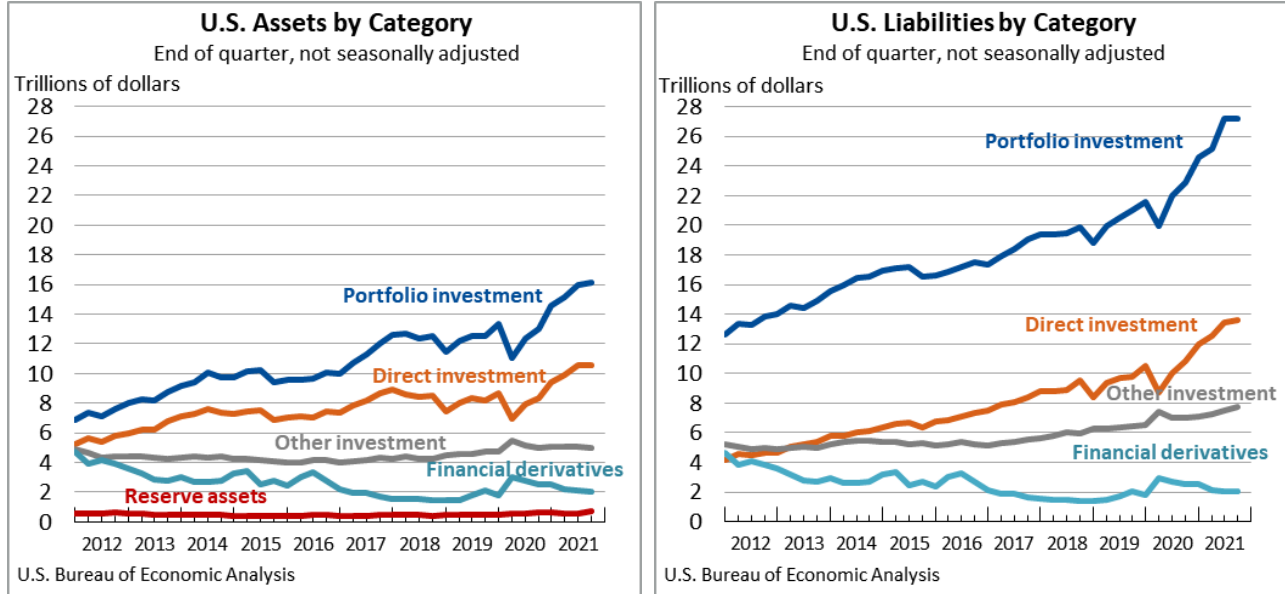 U.S. Assets by Category
End of quarter, not seasonally adjusted
Trillions of dollars
28
26
24
22
20
18
16
14
12
10
8
6
4
2
0
Portfolio investment
Direct investment
Other investment
Financial derivatives
Reserve assets
2012 2013 2014 2015 2016 2017 2018 2019 2020 2021
U.S. Bureau of Economic Analysis
U.S. Liabilities by Category
End of quarter, not seasonally adjusted
Trillions of dollars
28
26
24
22
20
18
16
14
12
10
8
6
4
2
0
Portfolio investment
Direct investment
Other investment
Financial derivatives
2012 2013 2014 2015 2016 2017 2018 2019 2020 2021
U.S. Bureau of Economic Analysis